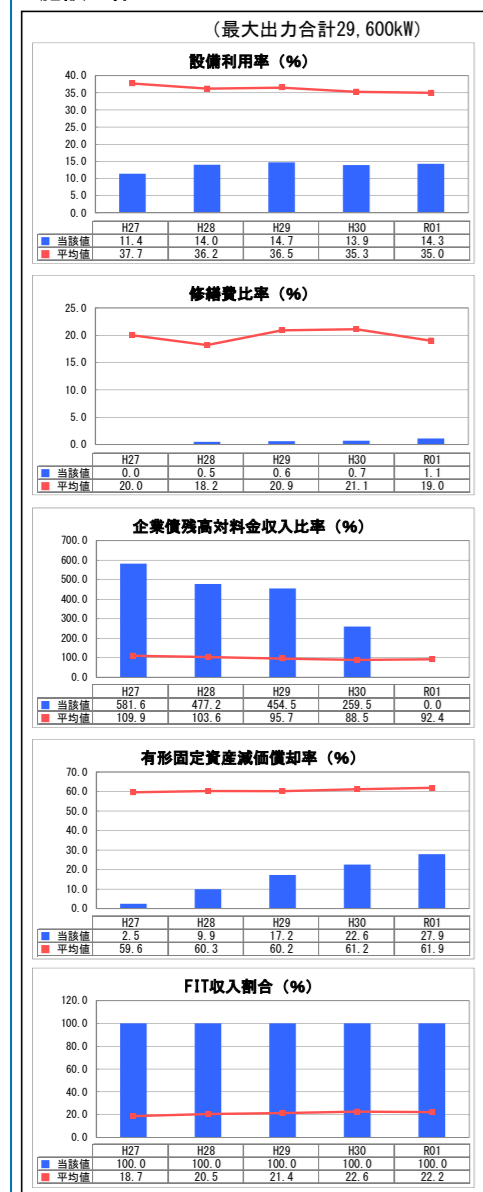 （最大出力合計29,600kW）
設備利用率（%）
40.0
35.0
30.0
25.0
20.0
15.0
10.0
5.0
0.0
H27 H28 H29 H30 R01
当該値 11.4 14.0 14.7 13.9 14.3
平均値 37.7 36.2 36.5 35.3 35.0
修繕費比率（%）
25.0
20.0
15.0
10.0
5.0
0.0
H27 H28 H29 H30 R01
当該値 0.0 0.5 0.6 0.7 1.1
平均値 20.0 18.2 20.9 21.1 19.0
企業債残高対料金収入比率（%）
700.0
600.0
500.0
400.0
300.0
200.0
100.0
0.0
H27 H28 H29 H30 R01
当該値 581.6 477.2 454.5 259.5 0.0
平均値 109.9 103.6 95.7 88.5 92.4
有形固定資産減価償却率（%）
70.0
60.0
50.0
40.0
30.0
20.0
10.0
0.0
H27 H28 H29 H30 R01
当該値 2.5 9.9 17.2 22.6 27.9
平均値 59.6 60.3 60.2 61.2 61.9
FIT収入割合（%）
120.0
100.0
80.0
60.0
40.0
20.0
0.0
H27 H28 H29 H30 R01
当該値 100.0 100.0 100.0 100.0 100.0
平均値 18.7 20.5 21.4 22.6 22.2